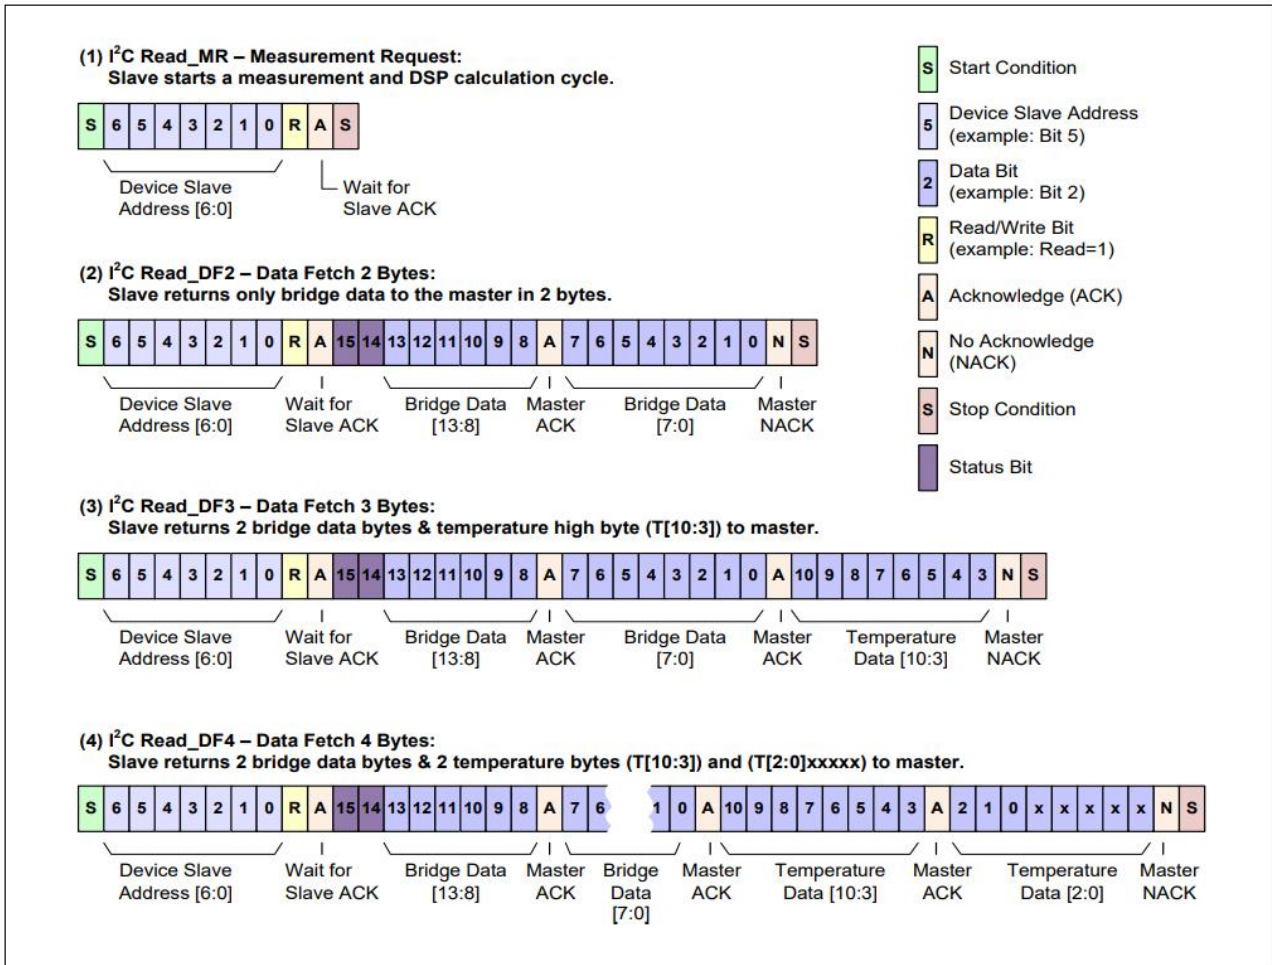 (1) I²C Read_MR – Measurement Request:
Slave starts a measurement and DSP calculation cycle.
S 6 5 4 3 2 1 0 R A S
Device Slave
Address [6:0]
Wait for
Slave ACK
(2) I²C Read_DF2 – Data Fetch 2 Bytes:
Slave returns only bridge data to the master in 2 bytes.
S 6 5 4 3 2 1 0 R A 15 14 13 12 11 10 9 8 A 7 6 5 4 3 2 1 0 N S
Device Slave
Address [6:0]
Wait for
Slave ACK
Bridge Data
[13:8]
Master
ACK
Bridge Data
[7:0]
Master
NACK
(3) I²C Read_DF3 – Data Fetch 3 Bytes:
Slave returns 2 bridge data bytes & temperature high byte (T[10:3]) to master.
S 6 5 4 3 2 1 0 R A 15 14 13 12 11 10 9 8 A 7 6 5 4 3 2 1 0 A 10 9 8 7 6 5 4 3 N S
Device Slave
Address [6:0]
Wait for
Slave ACK
Bridge Data
[13:8]
Master
ACK
Bridge Data
[7:0]
Master
ACK
Temperature
Data [10:3]
Master
NACK
(4) I²C Read_DF4 – Data Fetch 4 Bytes:
Slave returns 2 bridge data bytes & 2 temperature bytes (T[10:3]) and (T[2:0]xxxxx) to master.
S 6 5 4 3 2 1 0 R A 15 14 13 12 11 10 9 8 A 7 6 1 0 A 10 9 8 7 6 5 4 3 A 2 1 0 x x x x x N S
Device Slave
Address [6:0]
Wait for
Slave ACK
Bridge Data
[13:8]
Master
ACK
Bridge
Data
[7:0]
Master
ACK
Temperature
Data [10:3]
Master
ACK
Temperature
Data [2:0]
Master
NACK
S Start Condition
5 Device Slave Address
(example: Bit 5)
2 Data Bit
(example: Bit 2)
R Read/Write Bit
(example: Read=1)
A Acknowledge (ACK)
N No Acknowledge
(NACK)
S Stop Condition
Status Bit